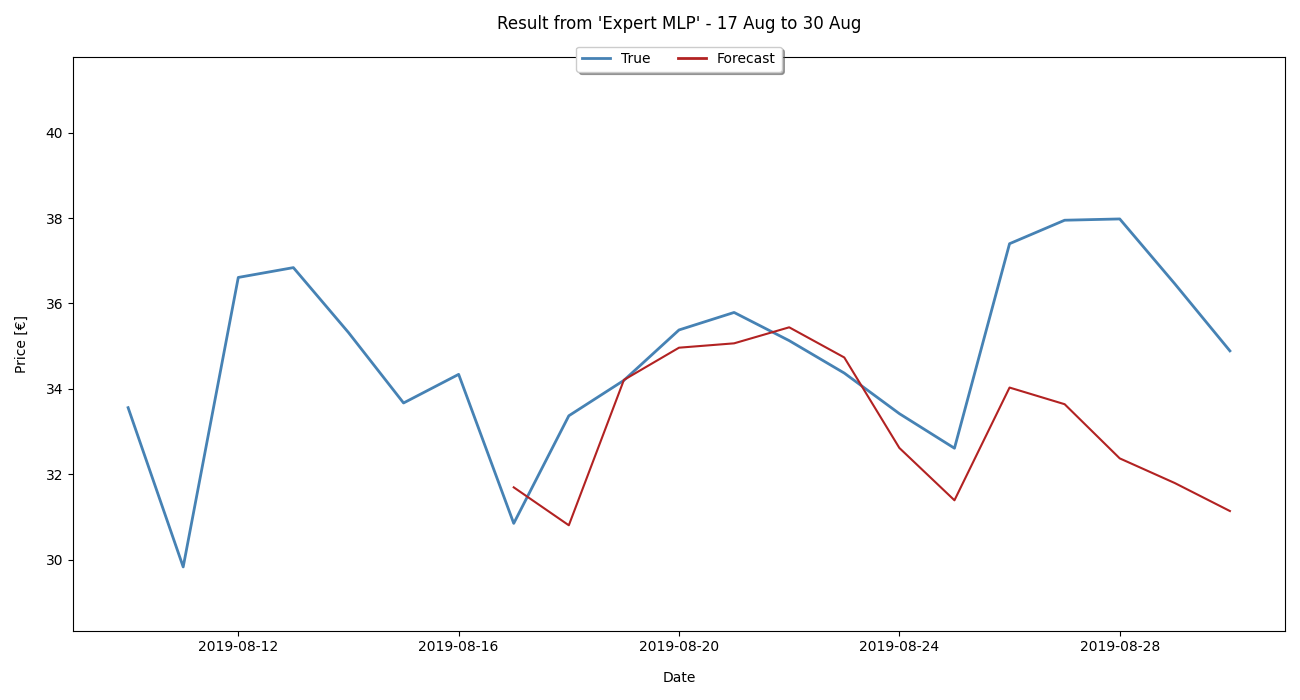 Result from 'Expert MLP' - 17 Aug to 30 Aug
True Forecast
Price [€]
40
38
36
34
32
30
2019-08-12 2019-08-16 2019-08-20 2019-08-24 2019-08-28
Date